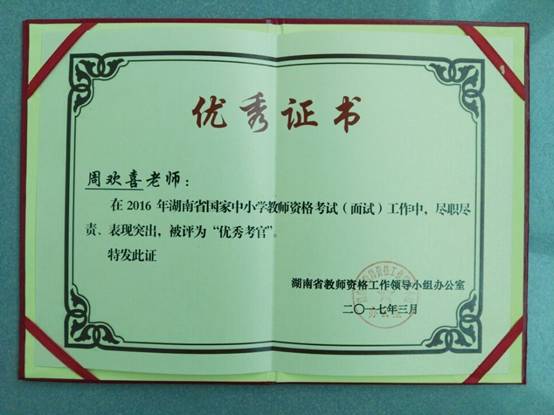 优秀证书
周欢喜老师：
在 2016 年湖南省国家中小学教师资格考试（面试）工作中，尽职尽
责、表现突出，被评为“优秀考官”。
特发此证
湖南省教师资格工作领导小组办公室
二〇一七年三月
办公室